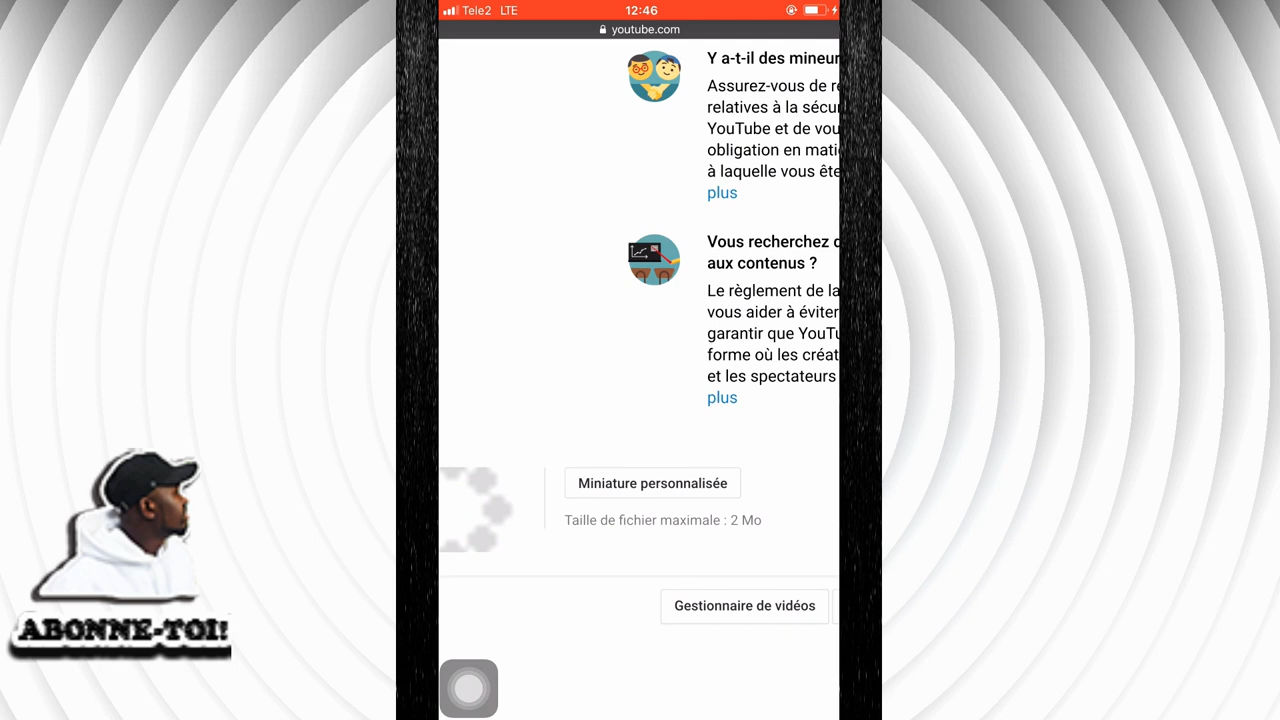 Tele2 LTE 12:46
youtube.com
Y a-t-il des mineur
Assurez-vous de r
relatives à la sécur
YouTube et de vou
obligation en mati
à laquelle vous ête
plus
Vous recherchez
aux contenus ?
Le règlement de la
vous aider à éviter
garantir que YouTu
forme où les créat
et les spectateurs
plus
Miniature personnalisée
Taille de fichier maximale : 2 Mo
Gestionnaire de vidéos
ABONNE-TOI!